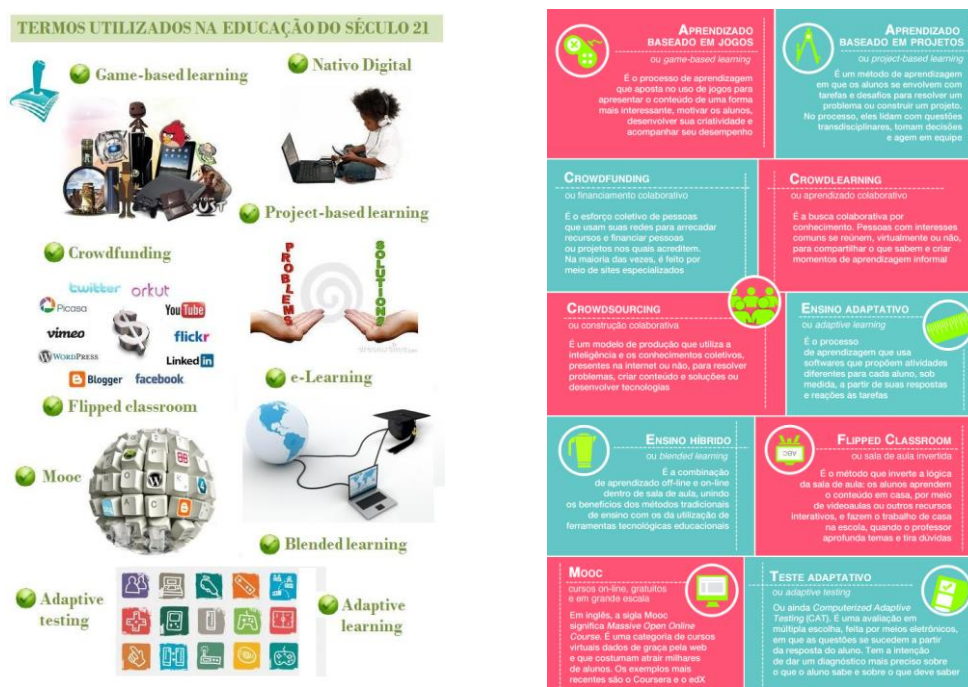 TERMOS UTILIZADOS NA EDUCAÇÃO DO SÉCULO 21
Game-based learning
Nativo Digital
Project-based learning
PROBLEMS
SOLUTIONS
Crowdfunding
twitter
orkut
Picasa
YouTube
vimeo
flickr
WORDPRESS
Linked in
Blogger
facebook
e-Learning
Flipped classroom
Mooc
Blended learning
Adaptive
testing
Adaptive
learning
APRENDIZADO
BASEADO EM JOGOS
ou game-based learning
É o processo de aprendizagem
que aposta no uso de jogos para
apresentar o conteúdo de uma forma
mais interessante, motivar os alunos,
desenvolver sua criatividade e
acompanhar seu desempenho
APRENDIZADO
BASEADO EM PROJETOS
ou project-based learning
É um método de aprendizagem
em que os alunos se envolvem com
tarefas e desafios para resolver um
problema ou construir um projeto.
No processo, eles lidam com questões
transdisciplinares, tomam decisões
e agem em equipe
CROWDFUNDING
ou financiamento colaborativo
É o esforço coletivo de pessoas
que usam suas redes para arrecadar
recursos e financiar pessoas
ou projetos nos quais acreditem.
Na maioria das vezes, é feito por
meio de sites especializados
CROWDLEARNING
ou aprendizado colaborativo
É a busca colaborativa por
conhecimento. Pessoas com interesses
comuns se reúnem, virtualmente ou não,
para compartilhar o que sabem e criar
momentos de aprendizagem informal
CROWDSOURCING
ou construção colaborativa
É um modelo de produção que utiliza a
inteligência e os conhecimentos coletivos,
presentes na internet ou não, para resolver
problemas, criar conteúdo e soluções ou
desenvolver tecnologias
ENSINO ADAPTATIVO
ou adaptive learning
É o processo
de aprendizagem que usa
softwares que propõem atividades
diferentes para cada aluno, sob
medida, a partir de suas respostas
e reações às tarefas
ENSINO HÍBRIDO
ou blended learning
É a combinação
de aprendizado off-line e on-line
dentro de sala de aula, unindo
os benefícios dos métodos tradicionais
de ensino com os da utilização de
ferramentas tecnológicas educacionais
FLIPPED CLASSROOM
ou sala de aula invertida
ABC
É o método que inverte a lógica
da sala de aula: os alunos aprendem
o conteúdo em casa, por meio
de videoaulas ou outros recursos
interativos, e fazem o trabalho de casa
na escola, quando o professor
aprofunda temas e tira dúvidas
MOOC
cursos on-line, gratuitos
e em grande escala
Em inglês, a sigla Mooc
significa Massive Open Online
Course. É uma categoria de cursos
virtuais dados de graça pela web
e que costumam atrair milhares
de alunos. Os exemplos mais
recentes são o Coursera e o edX
TESTE ADAPTATIVO
ou adaptive testing
Ou ainda Computerized Adaptive
Testing (CAT). É uma avaliação em
múltipla escolha, feita por meios eletrônicos,
em que as questões se sucedem a partir
da resposta do aluno. Tem a intenção
de dar um diagnóstico mais preciso sobre
o que o aluno sabe e sobre o que deve saber